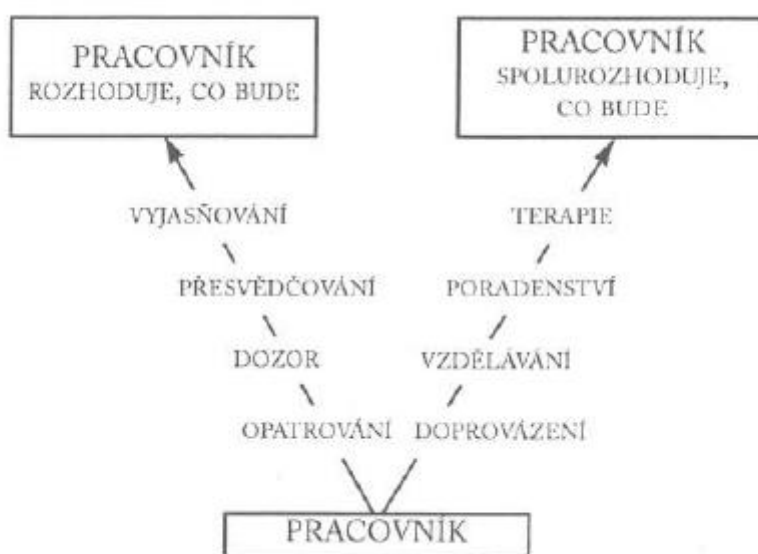 PRACOVNÍK
ROZHODUJE, CO BUDE
PRACOVNÍK
SPOLUROZHODUJE,
CO BUDE
VYJASŇOVÁNÍ
TERAPIE
PŘESVĚDČOVÁNÍ
PORADENSTVÍ
DOZOR
VZDĚLÁVÁNÍ
OPATROVÁNÍ
DOPROVÁZENÍ
PRACOVNÍK